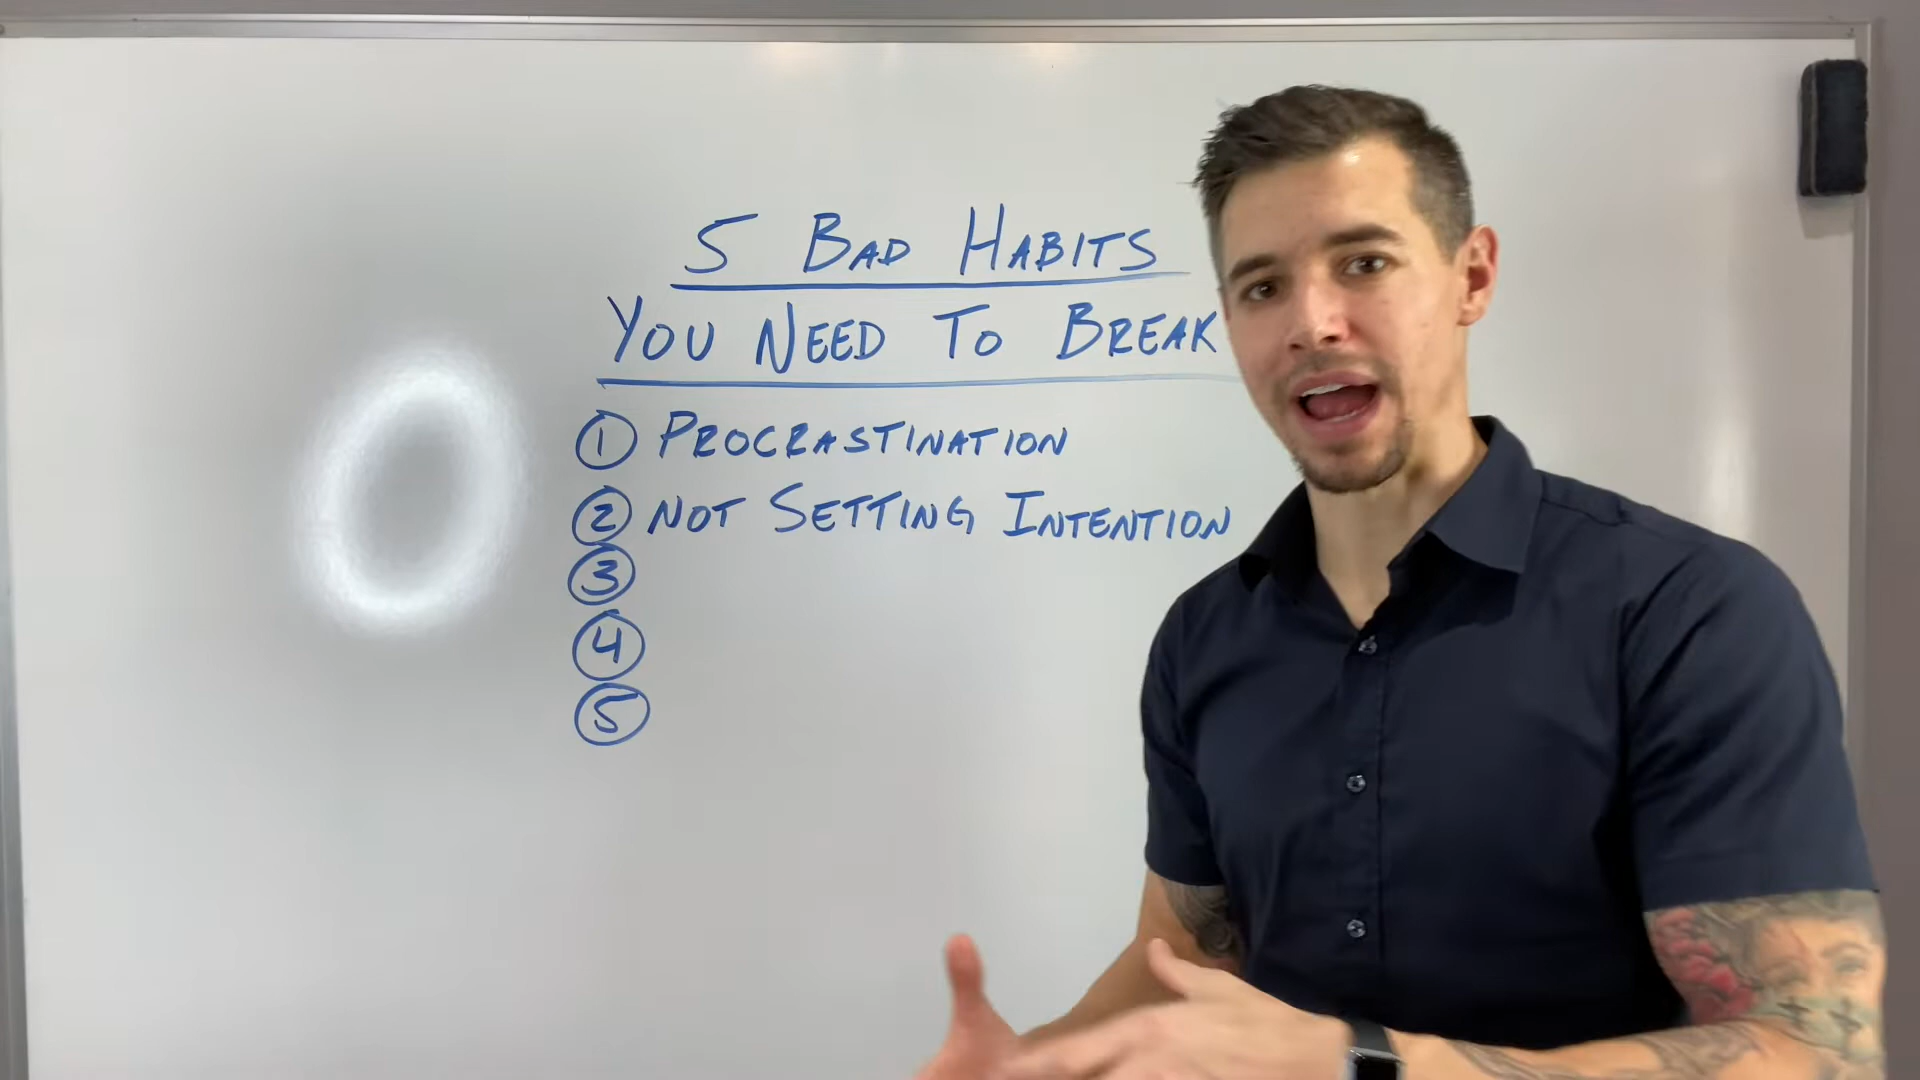 5 BAD HABITS
YOU NEED TO BREAK
1 PROCRASTINATION
2 NOT SETTING INTENTION
3
4
5